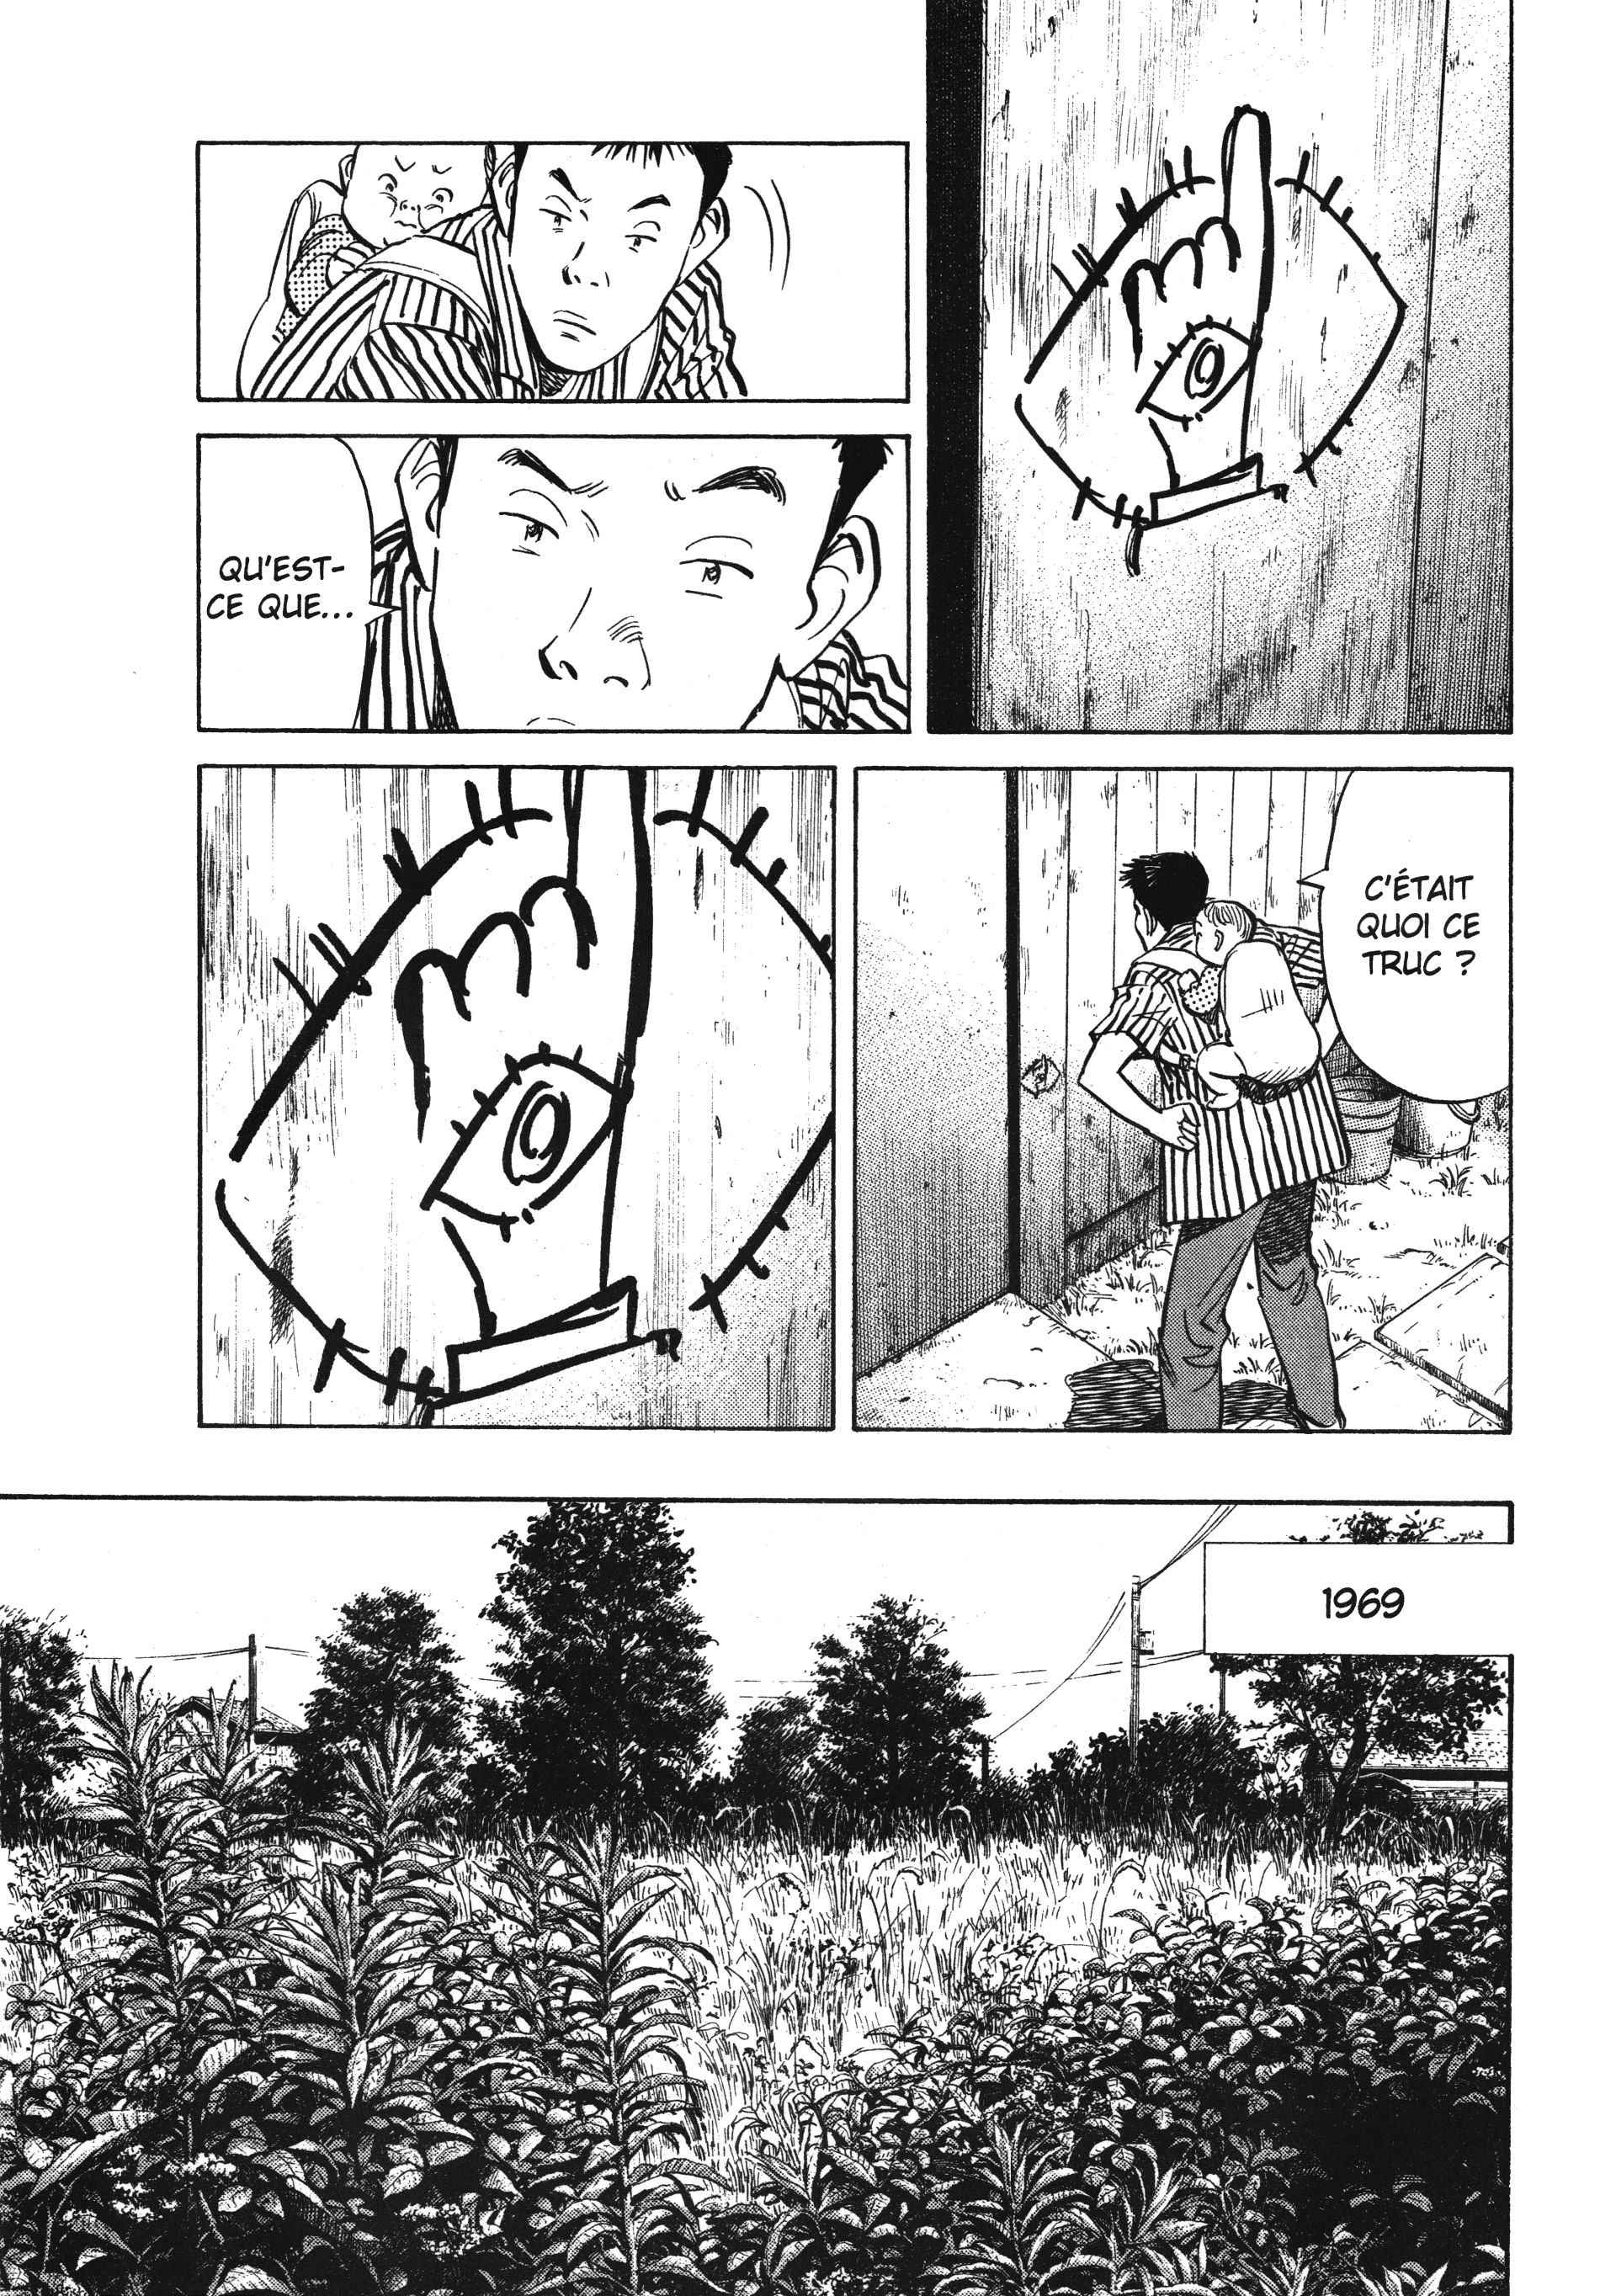 QU'EST-
CE QUE...
C'ÉTAIT
QUOI CE
TRUC ?
1969